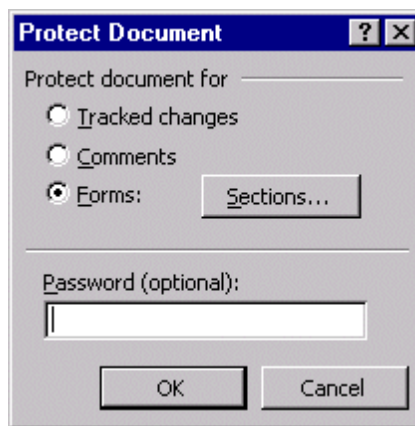 Protect Document ? X
Protect document for
Tracked changes
Comments
Forms: Sections...
Password (optional):
OK Cancel